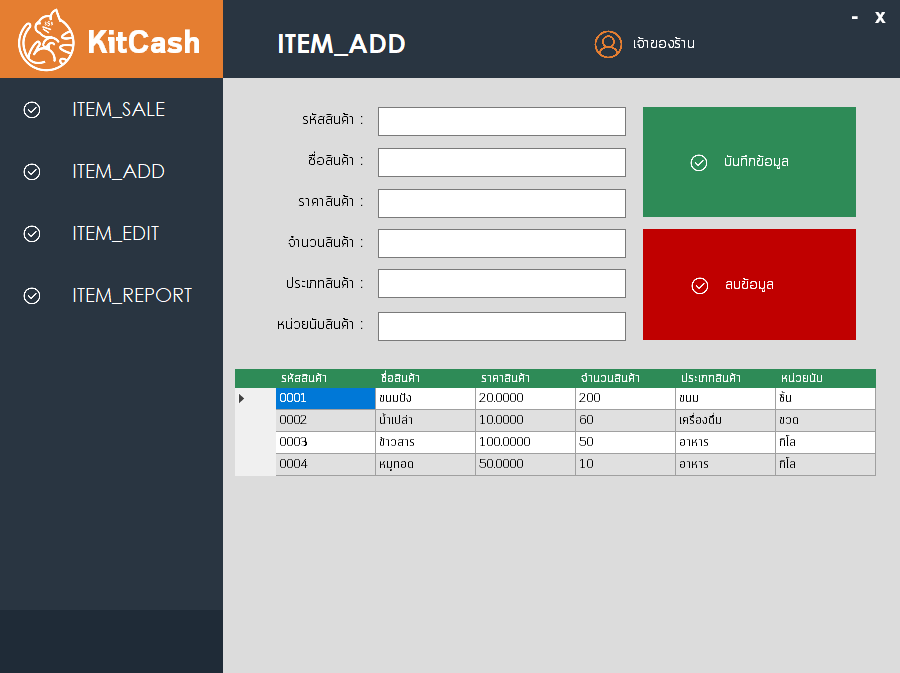 KitCash
ITEM_ADD
เจ้าของร้าน
- X
ITEM_SALE
ITEM_ADD
ITEM_EDIT
ITEM_REPORT
รหัสสินค้า :
ชื่อสินค้า :
ราคาสินค้า :
จำนวนสินค้า :
ประเภทสินค้า :
หน่วยนับสินค้า :
บันทึกข้อมูล
ลบข้อมูล
รหัสสินค้า ชื่อสินค้า ราคาสินค้า จำนวนสินค้า ประเภทสินค้า หน่วยนับ
0001 ขนมปัง 20.0000 200 ขนม ชิ้น
0002 น้ำเปล่า 10.0000 60 เครื่องดื่ม ขวด
0003 ข้าวสาร 100.0000 50 อาหาร กิโล
0004 หมูทอด 50.0000 10 อาหาร กิโล